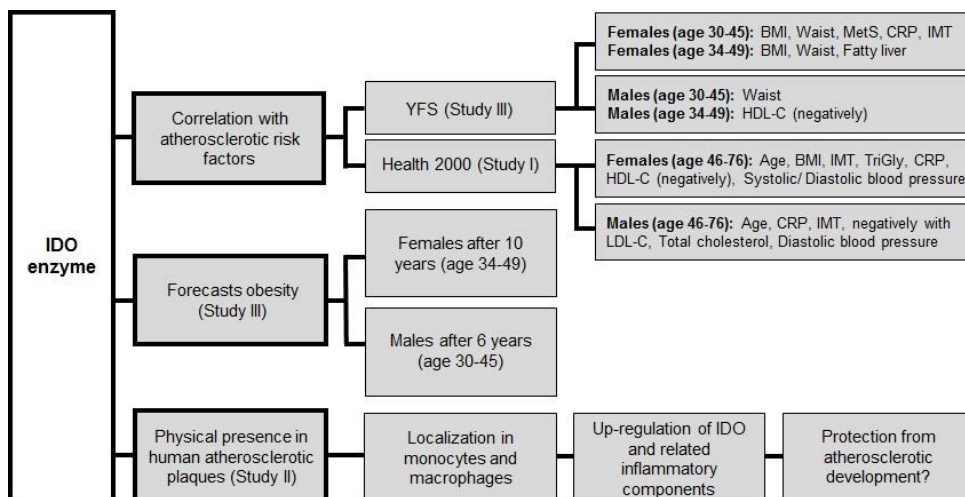 IDO
enzyme
Correlation with
atherosclerotic risk
factors
YFS (Study III)
Females (age 30-45): BMI, Waist, MetS, CRP, IMT
Females (age 34-49): BMI, Waist, Fatty liver
Males (age 30-45): Waist
Males (age 34-49): HDL-C (negatively)
Health 2000 (Study I)
Females (age 46-76): Age, BMI, IMT, TriGly, CRP,
HDL-C (negatively), Systolic/ Diastolic blood pressure
Males (age 46-76): Age, CRP, IMT, negatively with
LDL-C, Total cholesterol, Diastolic blood pressure
Forecasts obesity
(Study III)
Females after 10
years (age 34-49)
Males after 6 years
(age 30-45)
Physical presence in
human atherosclerotic
plaques (Study II)
Localization in
monocytes and
macrophages
Up-regulation of IDO
and related
inflammatory
components
Protection from
atherosclerotic
development?